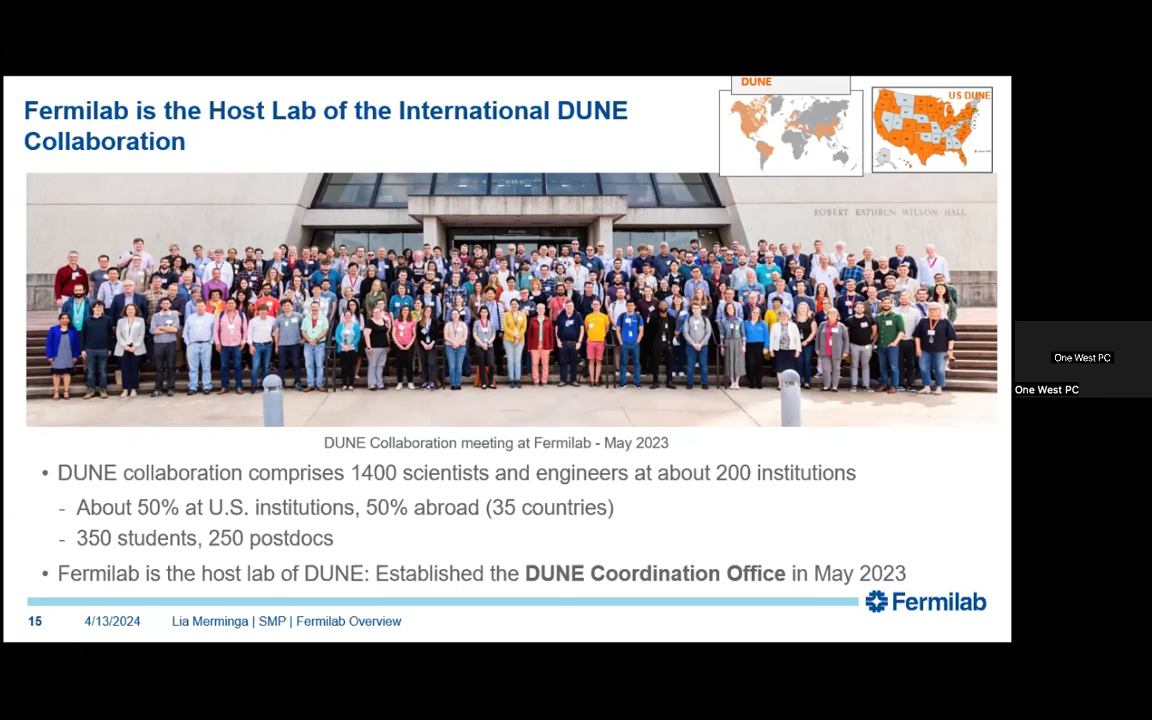 DUNE
US DUNE
Fermilab is the Host Lab of the International DUNE
Collaboration
ROBERT RATHBUN WILSON HALL
DUNE Collaboration meeting at Fermilab - May 2023
• DUNE collaboration comprises 1400 scientists and engineers at about 200 institutions
- About 50% at U.S. institutions, 50% abroad (35 countries)
- 350 students, 250 postdocs
• Fermilab is the host lab of DUNE: Established the DUNE Coordination Office in May 2023
Fermilab
15 4/13/2024 Lia Merminga | SMP | Fermilab Overview
One West PC
One West PC